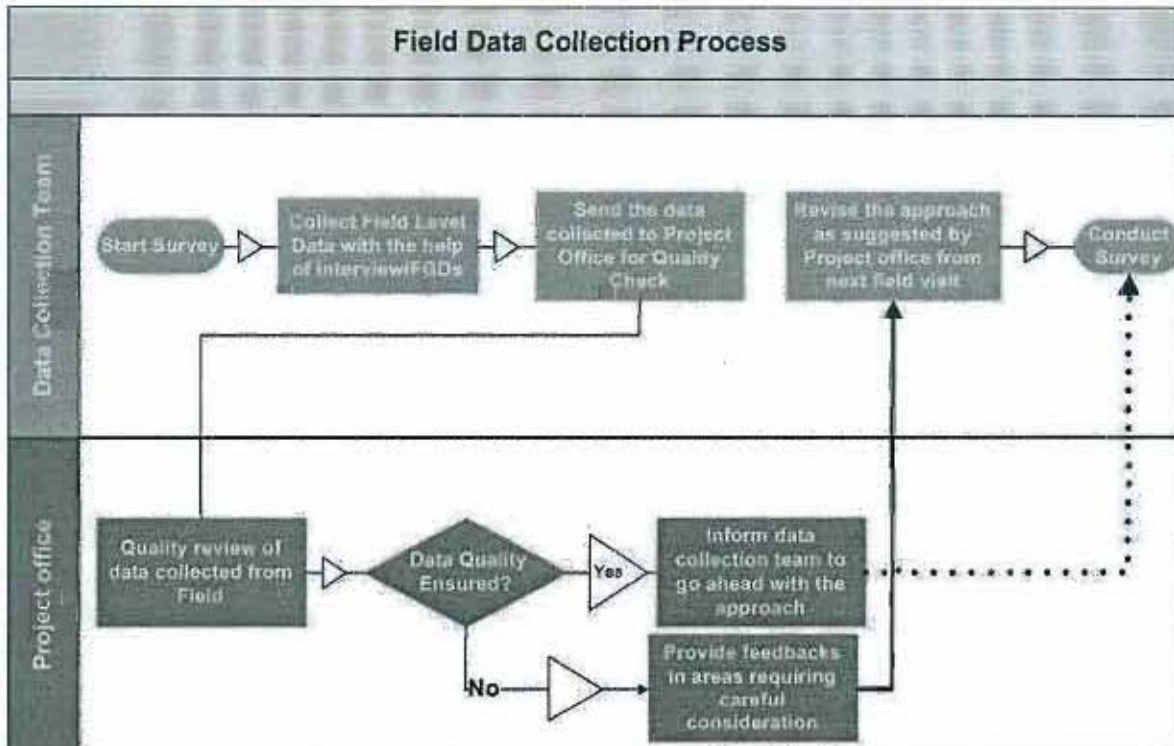 Field Data Collection Process
Data Collection Team
Start Survey
Collect Field Level
Data with the help
of Interview/FGDs
Send the data
collected to Project
Office for Quality
Check
Revise the approach
as suggested by
Project office from
next field visit
Conduct
Survey
Project office
Quality review of
data collected from
Field
Data Quality
Ensured?
Yes
Inform data
collection team to
go ahead with the
approach
No
Provide feedbacks
in areas requiring
careful
consideration